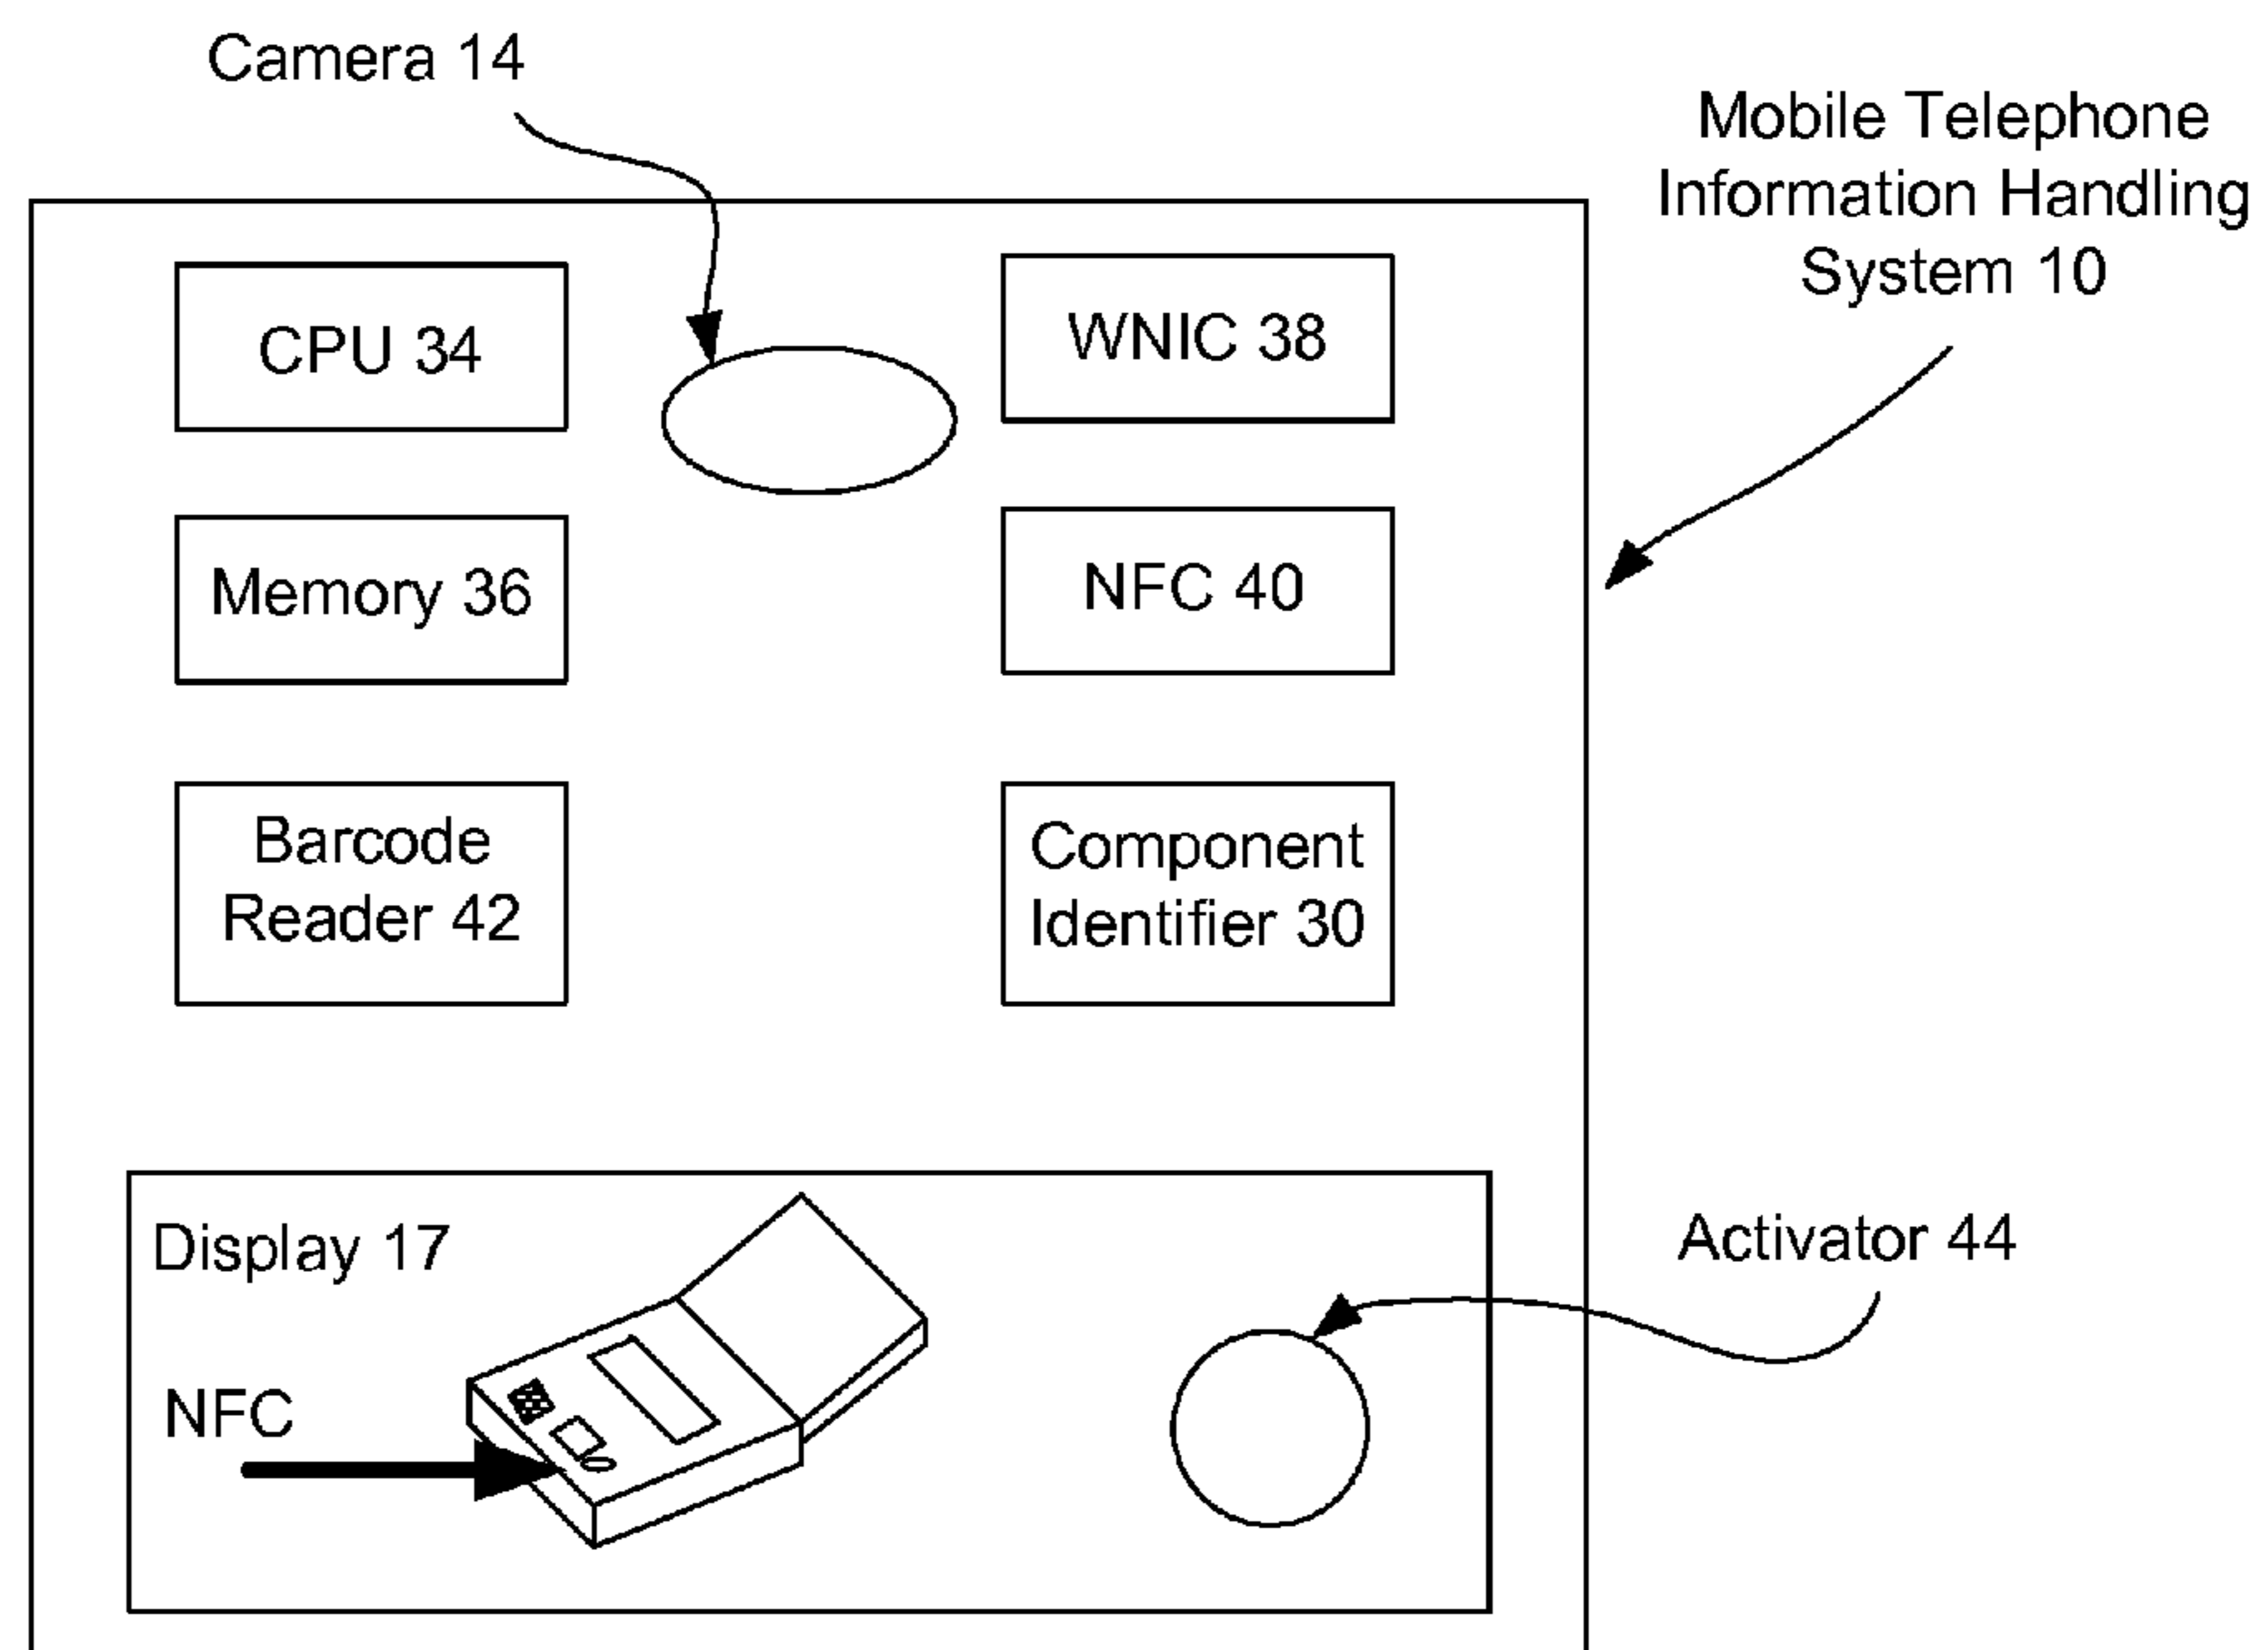 Camera 14
Mobile Telephone
Information Handling
System 10
CPU 34
WNIC 38
Memory 36
NFC 40
Barcode
Reader 42
Component
Identifier 30
Display 17
NFC
Activator 44